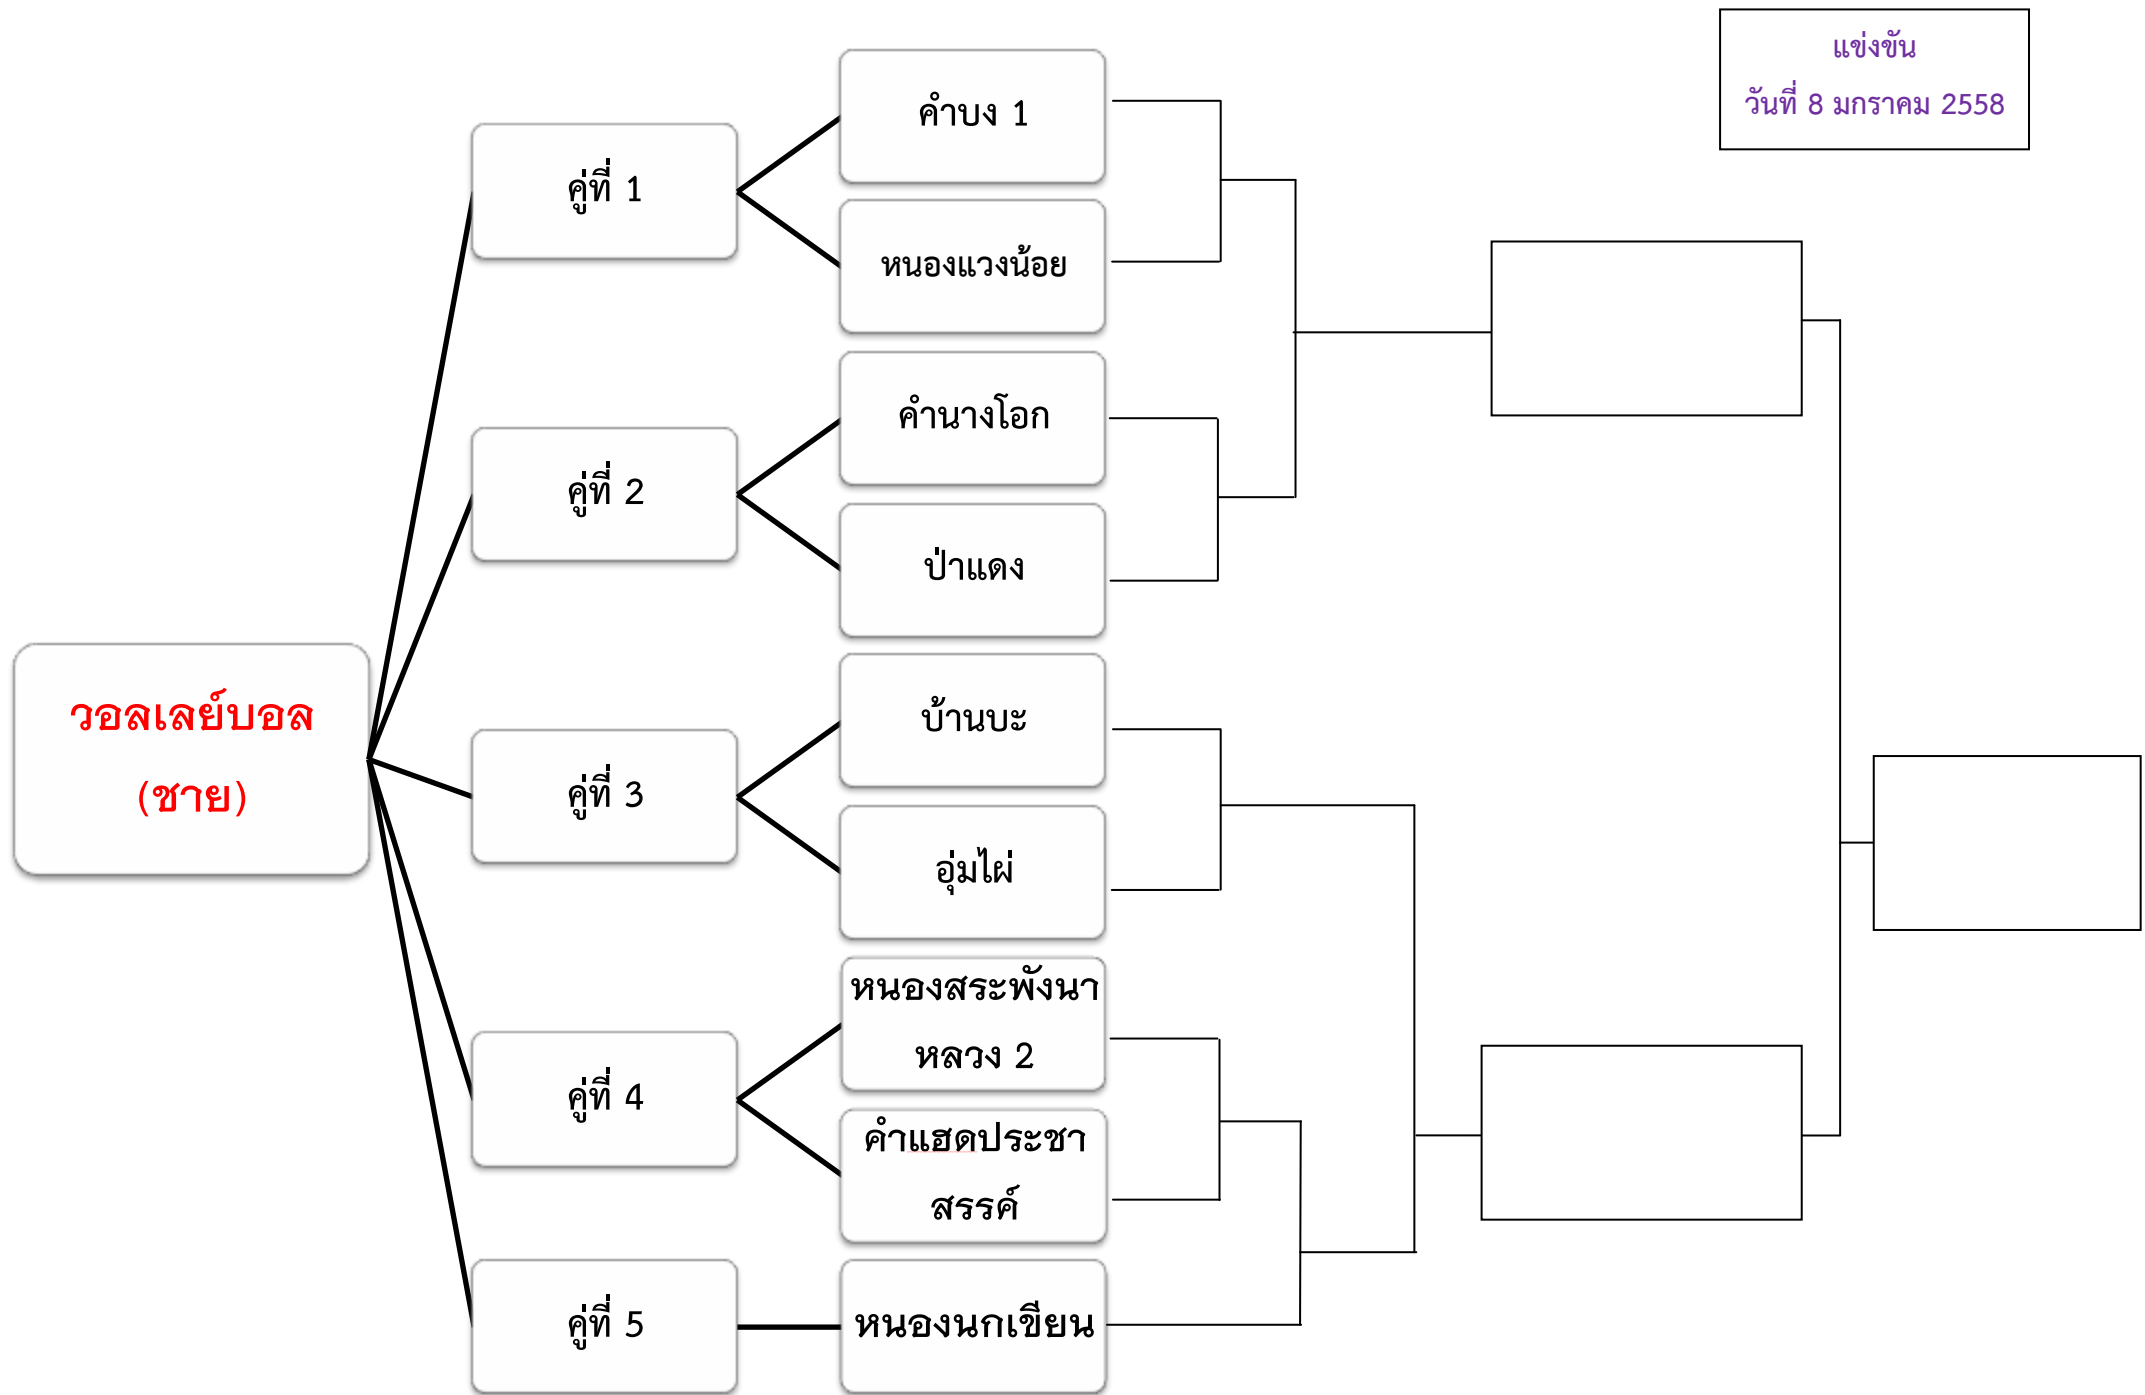 แข่งขัน
วันที่ 8 มกราคม 2558
วอลเลย์บอล
(ชาย)
คู่ที่ 1
คำบง 1
หนองแวงน้อย
คู่ที่ 2
คำนางโอก
ป่าแดง
คู่ที่ 3
บ้านบะ
อุ่มไผ่
คู่ที่ 4
หนองสระพังนา
หลวง 2
คำแฮดประชา
สรรค์
คู่ที่ 5
หนองนกเขียน